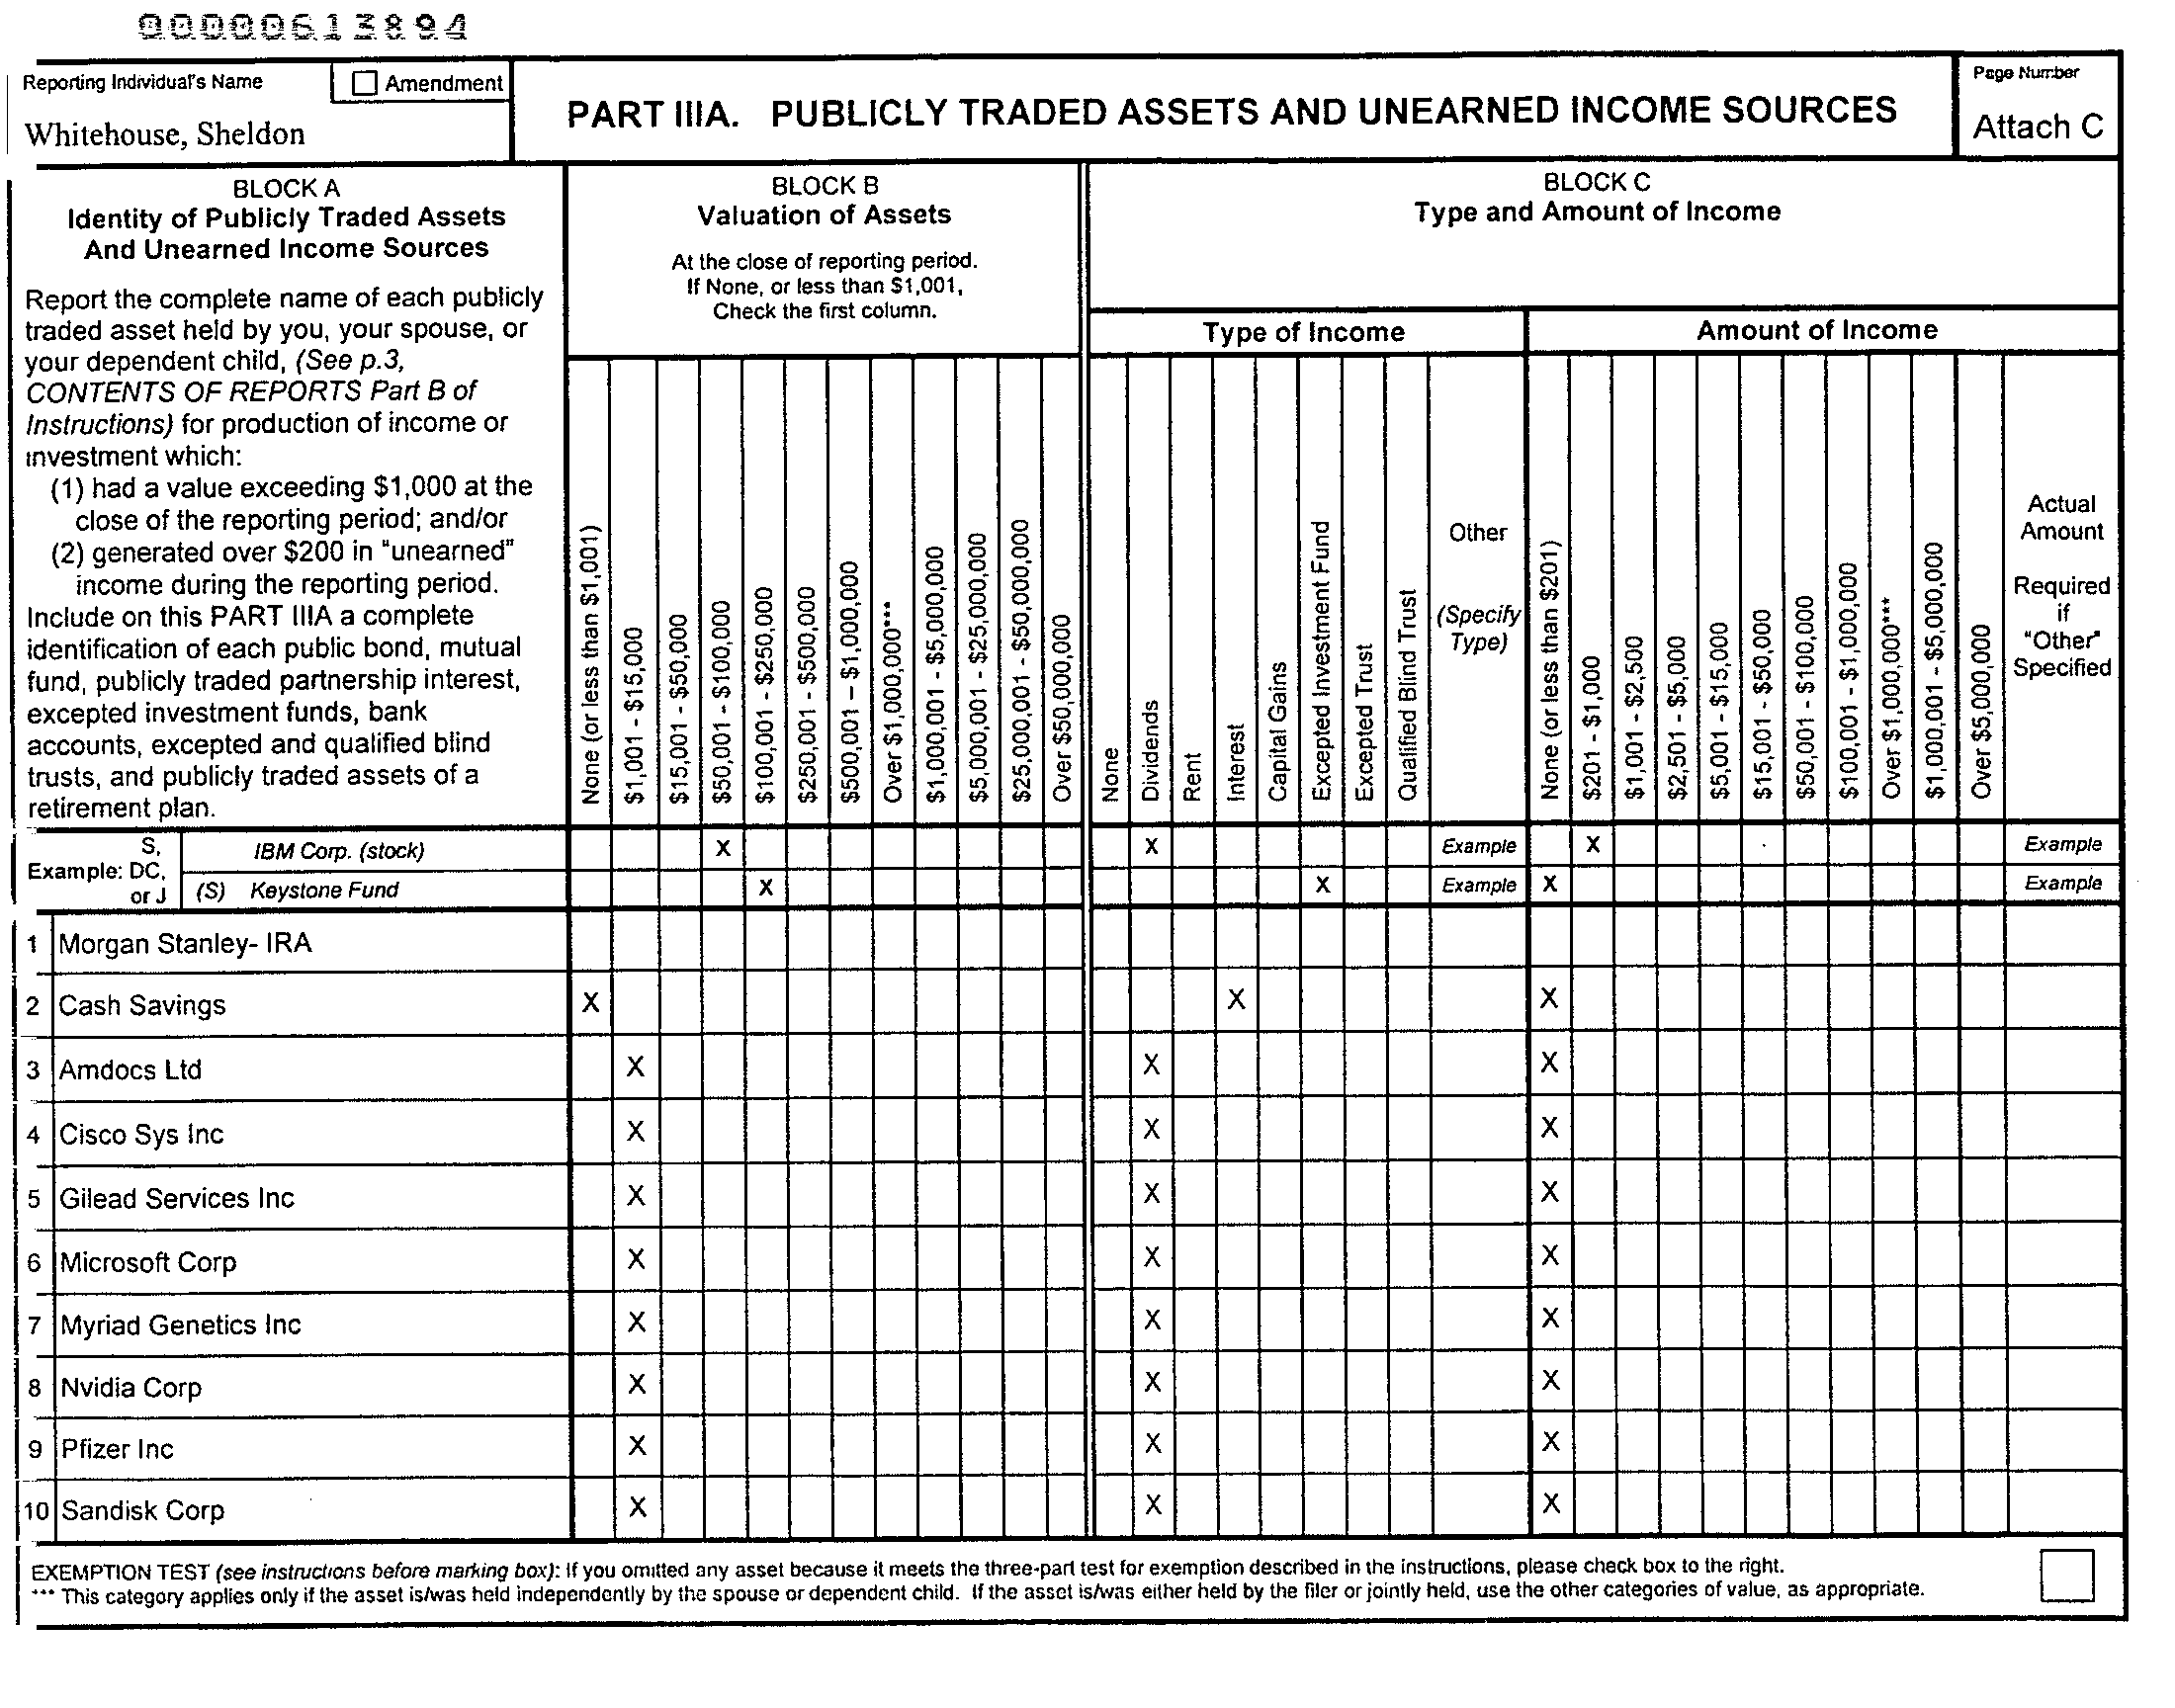 00000613894
Reporting Individual's Name
Amendment
Whitehouse, Sheldon
PART IIIA. PUBLICLY TRADED ASSETS AND UNEARNED INCOME SOURCES
Page Number
Attach C
BLOCK A
Identity of Publicly Traded Assets
And Unearned Income Sources
Report the complete name of each publicly
traded asset held by you, your spouse, or
your dependent child, (See p.3,
CONTENTS OF REPORTS Part B of
Instructions) for production of income or
investment which:
(1) had a value exceeding $1,000 at the
close of the reporting period; and/or
(2) generated over $200 in "unearned"
income during the reporting period.
Include on this PART IIIA a complete
identification of each public bond, mutual
fund, publicly traded partnership interest,
excepted investment funds, bank
accounts, excepted and qualified blind
trusts, and publicly traded assets of a
retirement plan.
BLOCK B
Valuation of Assets
At the close of reporting period.
If None, or less than $1,001,
Check the first column.
None (or less than $1,001)
$1,001 - $15,000
$15,001 - $50,000
$50,001 - $100,000
$100,001 - $250,000
$250,001 - $500,000
$500,001 – $1,000,000
Over $1,000,000***
$1,000,001 - $5,000,000
$5,000,001 - $25,000,000
$25,000,001 - $50,000,000
Over $50,000,000
BLOCK C
Type and Amount of Income
Type of Income
None
Dividends
Rent
Interest
Capital Gains
Excepted Investment Fund
Excepted Trust
Qualified Blind Trust
Other
(Specify
Type)
Amount of Income
None (or less than $201)
$201 - $1,000
$1,001 - $2,500
$2,501 - $5,000
$5,001 - $15,000
$15,001 - $50,000
$50,001 - $100,000
$100,001 - $1,000,000
Over $1,000,000***
$1,000,001 - $5,000,000
Over $5,000,000
Actual
Amount
Required
if
"Other"
Specified
Example: S, DC, or J
IBM Corp. (stock) X X Example X Example
(S) Keystone Fund X X Example X Example
1 Morgan Stanley- IRA
2 Cash Savings X X X
3 Amdocs Ltd X X X
4 Cisco Sys Inc X X X
5 Gilead Services Inc X X X
6 Microsoft Corp X X X
7 Myriad Genetics Inc X X X
8 Nvidia Corp X X X
9 Pfizer Inc X X X
10 Sandisk Corp X X X
EXEMPTION TEST (see instructions before marking box): If you omitted any asset because it meets the three-part test for exemption described in the instructions, please check box to the right.
*** This category applies only if the asset is/was held independently by the spouse or dependent child. If the asset is/was either held by the filer or jointly held, use the other categories of value, as appropriate.